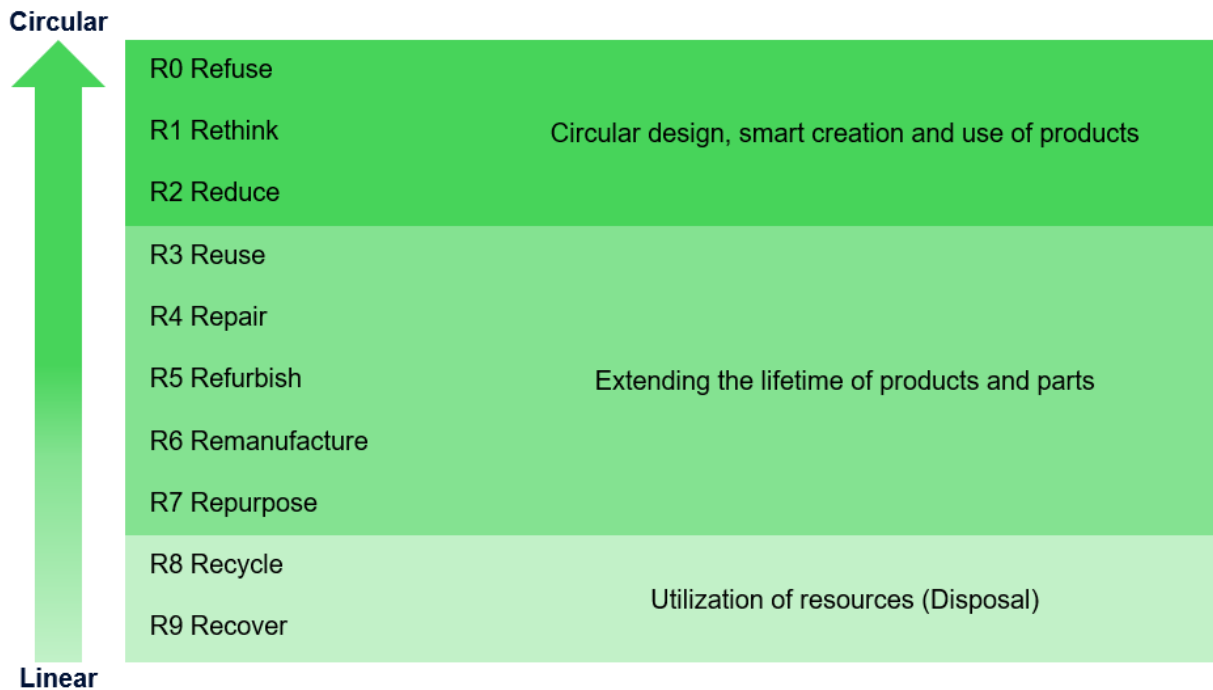 Circular
R0 Refuse
R1 Rethink
Circular design, smart creation and use of products
R2 Reduce
R3 Reuse
R4 Repair
R5 Refurbish
Extending the lifetime of products and parts
R6 Remanufacture
R7 Repurpose
R8 Recycle
Utilization of resources (Disposal)
R9 Recover
Linear